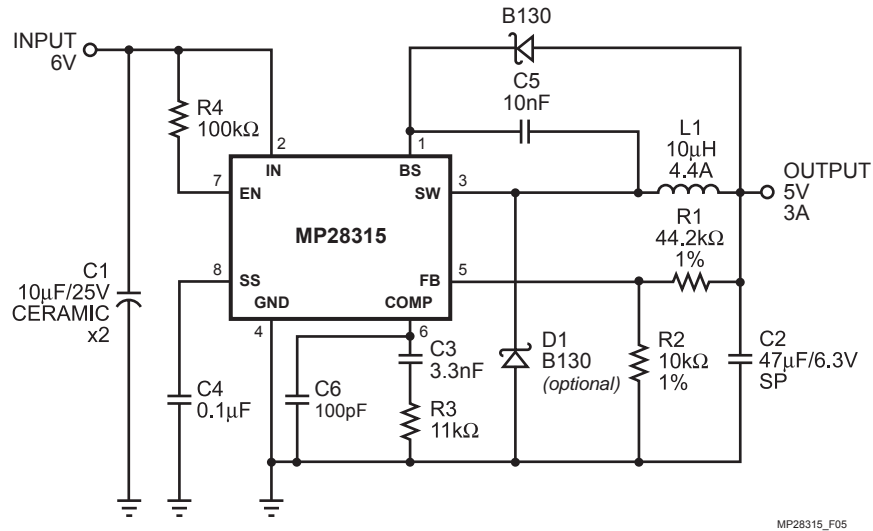 B130
INPUT
6V
C5
10nF
R4
100kΩ
L1
10μH
4.4A
2
1
IN
BS
OUTPUT
5V
3A
7
EN
SW
3
R1
44.2kΩ
1%
MP28315
8
SS
FB
5
C1
10μF/25V
CERAMIC
x2
GND
COMP
4
6
C3
3.3nF
D1
B130
(optional)
R2
10kΩ
1%
C2
47μF/6.3V
SP
C4
0.1μF
C6
100pF
R3
11kΩ
MP28315_F05